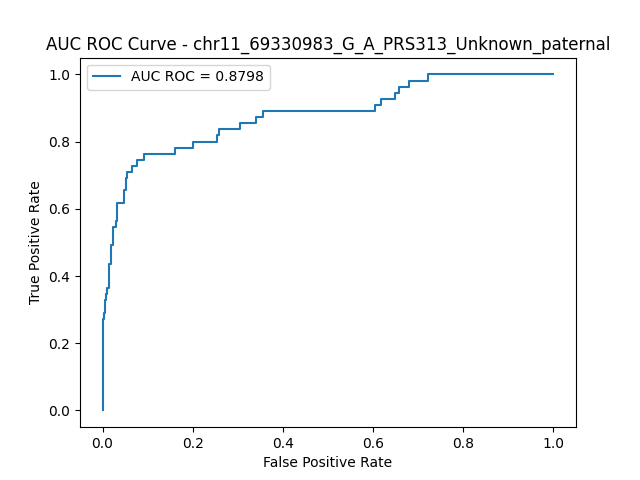 AUC ROC Curve - chr11_69330983_G_A_PRS313_Unknown_paternal
AUC ROC = 0.8798
1.0
0.8
0.6
0.4
0.2
0.0
True Positive Rate
0.0 0.2 0.4 0.6 0.8 1.0
False Positive Rate